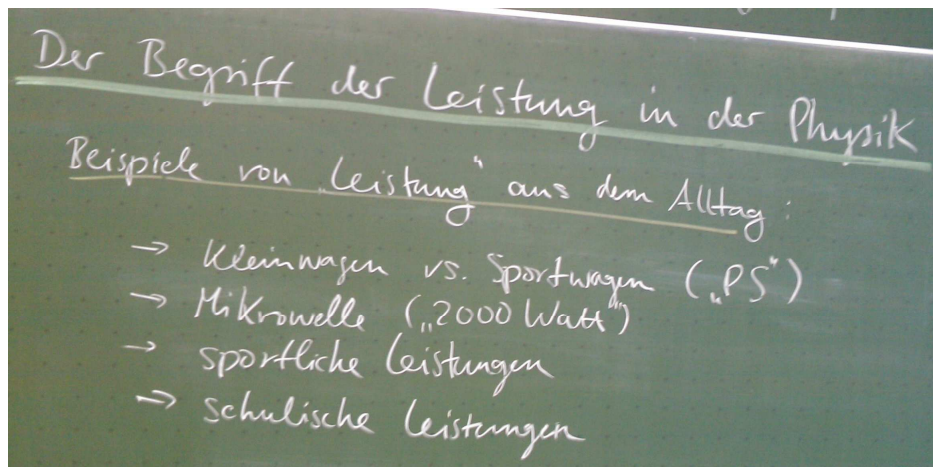 Der Begriff der Leistung in der Physik
Beispiele von „Leistung“ aus dem Alltag:
→ Kleinwagen vs. Sportwagen („PS“)
→ Mikrowelle („2000 Watt“)
→ sportliche Leistungen
→ schulische Leistungen